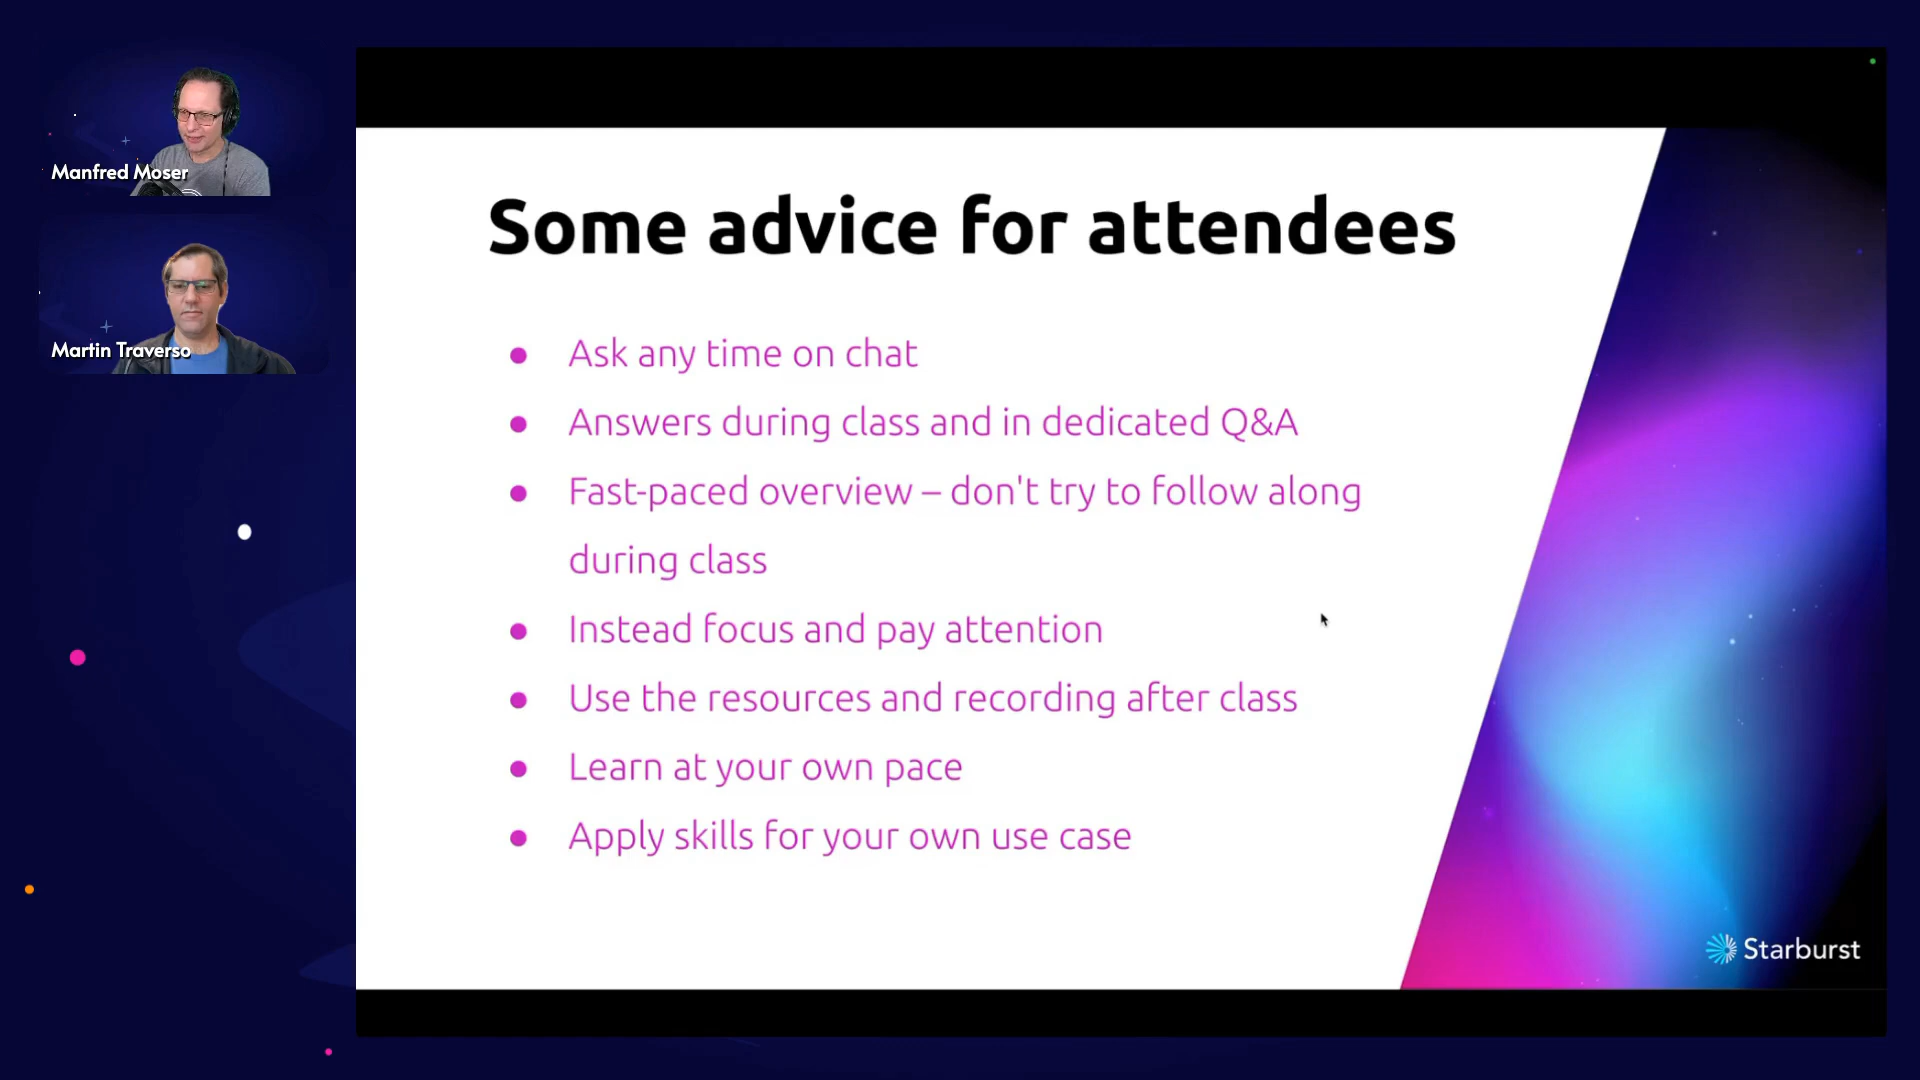 Manfred Moser
Martin Traverso
Some advice for attendees
● Ask any time on chat
● Answers during class and in dedicated Q&A
● Fast-paced overview – don't try to follow along
during class
● Instead focus and pay attention
● Use the resources and recording after class
● Learn at your own pace
● Apply skills for your own use case
Starburst